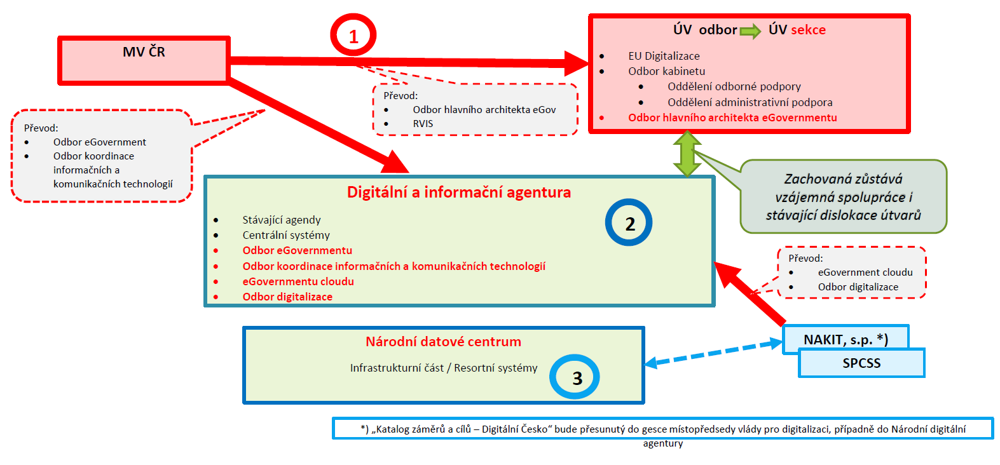 1
MV ČR
ÚV odbor ÚV sekce
• EU Digitalizace
• Odbor kabinetu
• Oddělení odborné podpory
• Oddělení administrativní podpora
• Odbor hlavního architekta eGovernmentu
Převod:
• Odbor hlavního architekta eGov
• RVIS
Převod:
• Odbor eGovernment
• Odbor koordinace
informačních a
komunikačních technologií
Zachovaná zůstává
vzájemná spolupráce i
stávající dislokace útvarů
Digitální a informační agentura
2
• Stávající agendy
• Centrální systémy
• Odbor eGovernmentu
• Odbor koordinace informačních a komunikačních technologií
• eGovernmentu cloudu
• Odbor digitalizace
Převod:
• eGovernment cloudu
• Odbor digitalizace
Národní datové centrum
Infrastrukturní část / Resortní systémy
3
NAKIT, s.p. *)
SPCSS
*) „Katalog záměrů a cílů – Digitální Česko“ bude přesunutý do gesce místopředsedy vlády pro digitalizaci, případně do Národní digitální
agentury